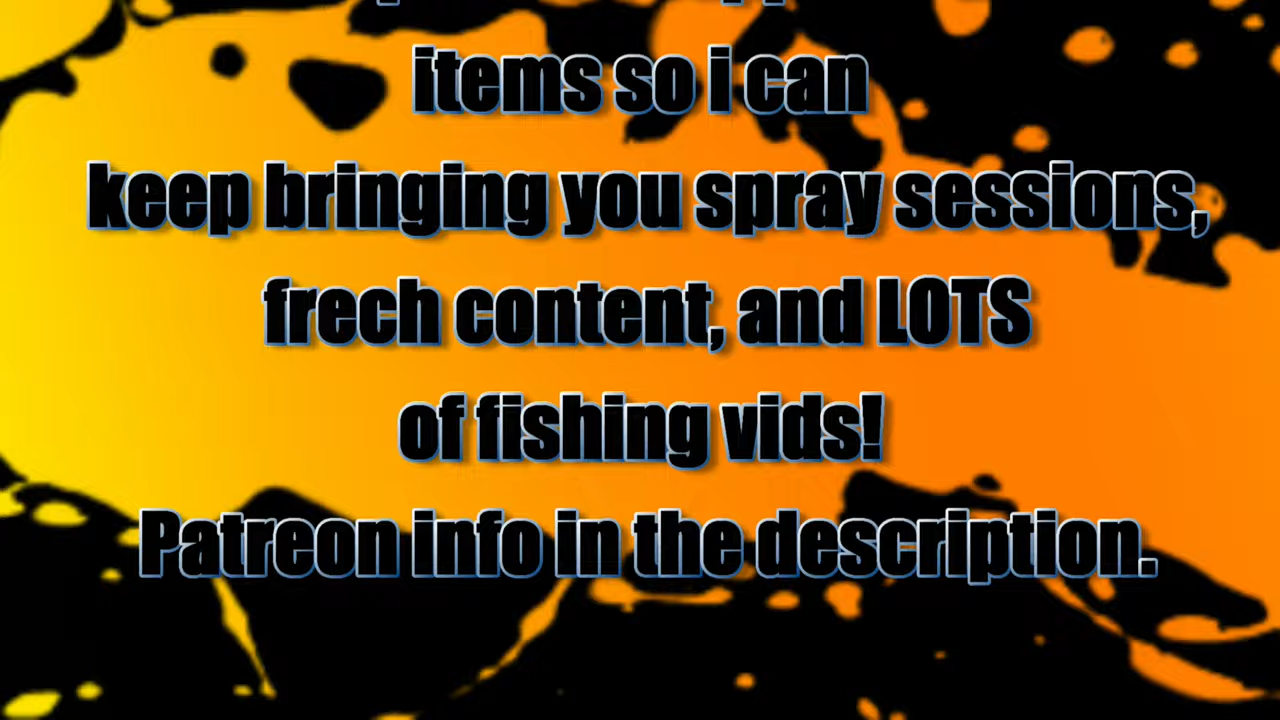 items so i can
keep bringing you spray sessions,
frech content, and LOTS
of fishing vids!
Patreon info in the description.